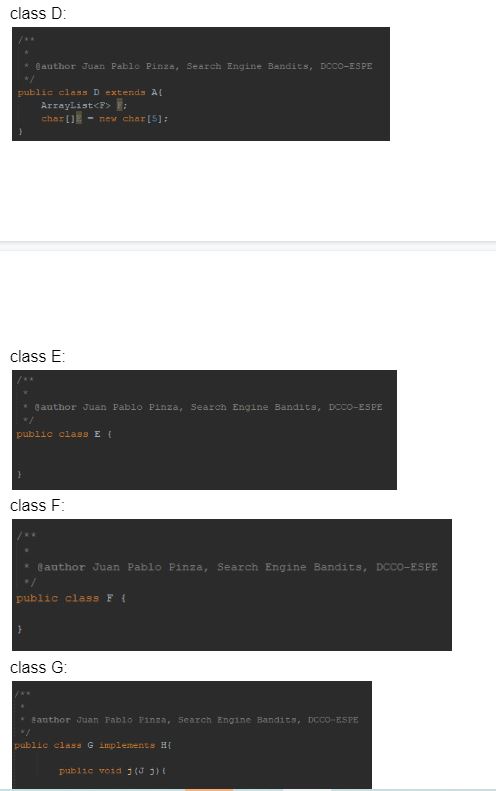 class D:
/**
*
* @author Juan Pablo Pinza, Search Engine Bandits, DCCO-ESPE
*/
public class D extends A{
ArrayList<F> F;
char[]E = new char[5];
}
class E:
/**
*
* @author Juan Pablo Pinza, Search Engine Bandits, DCCO-ESPE
*/
public class E {
}
class F:
/**
*
* @author Juan Pablo Pinza, Search Engine Bandits, DCCO-ESPE
*/
public class F {
}
class G:
/**
*
* @author Juan Pablo Pinza, Search Engine Bandits, DCCO-ESPE
*/
public class G implements H{
public void j(J j){